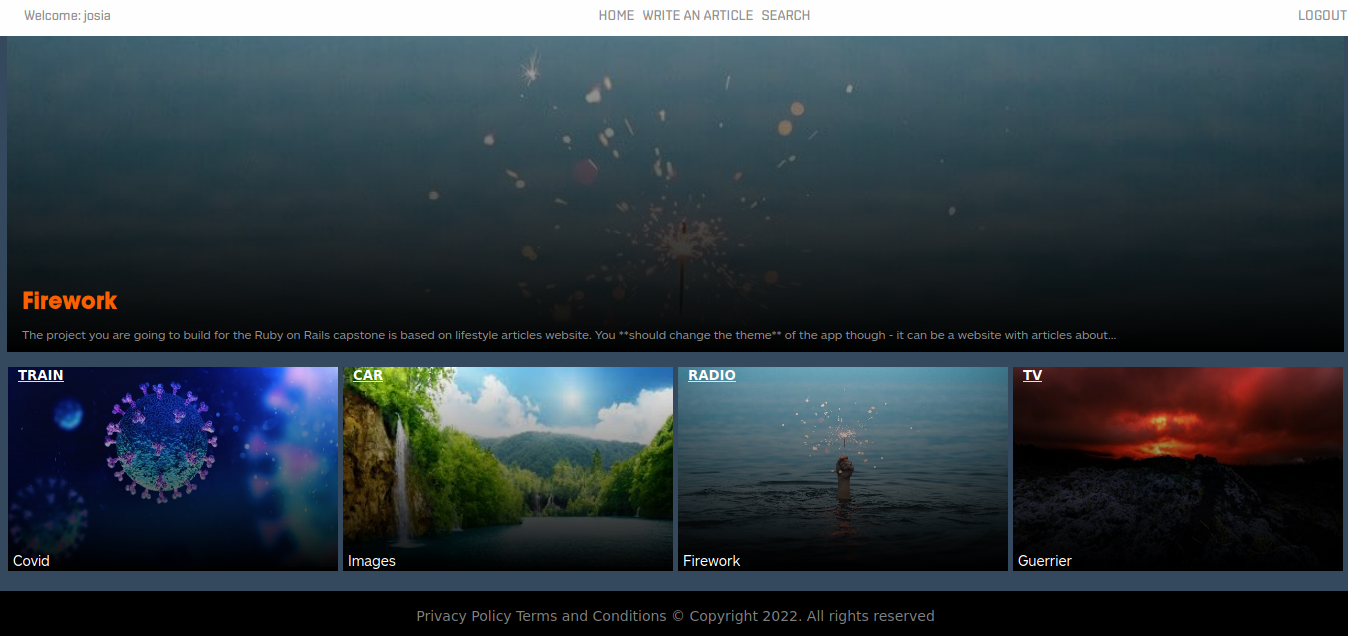 Welcome: josia
HOME WRITE AN ARTICLE SEARCH
LOGOUT
Firework
The project you are going to build for the Ruby on Rails capstone is based on lifestyle articles website. You **should change the theme** of the app though - it can be a website with articles about...
TRAIN
CAR
RADIO
TV
Covid
Images
Firework
Guerrier
Privacy Policy Terms and Conditions © Copyright 2022. All rights reserved